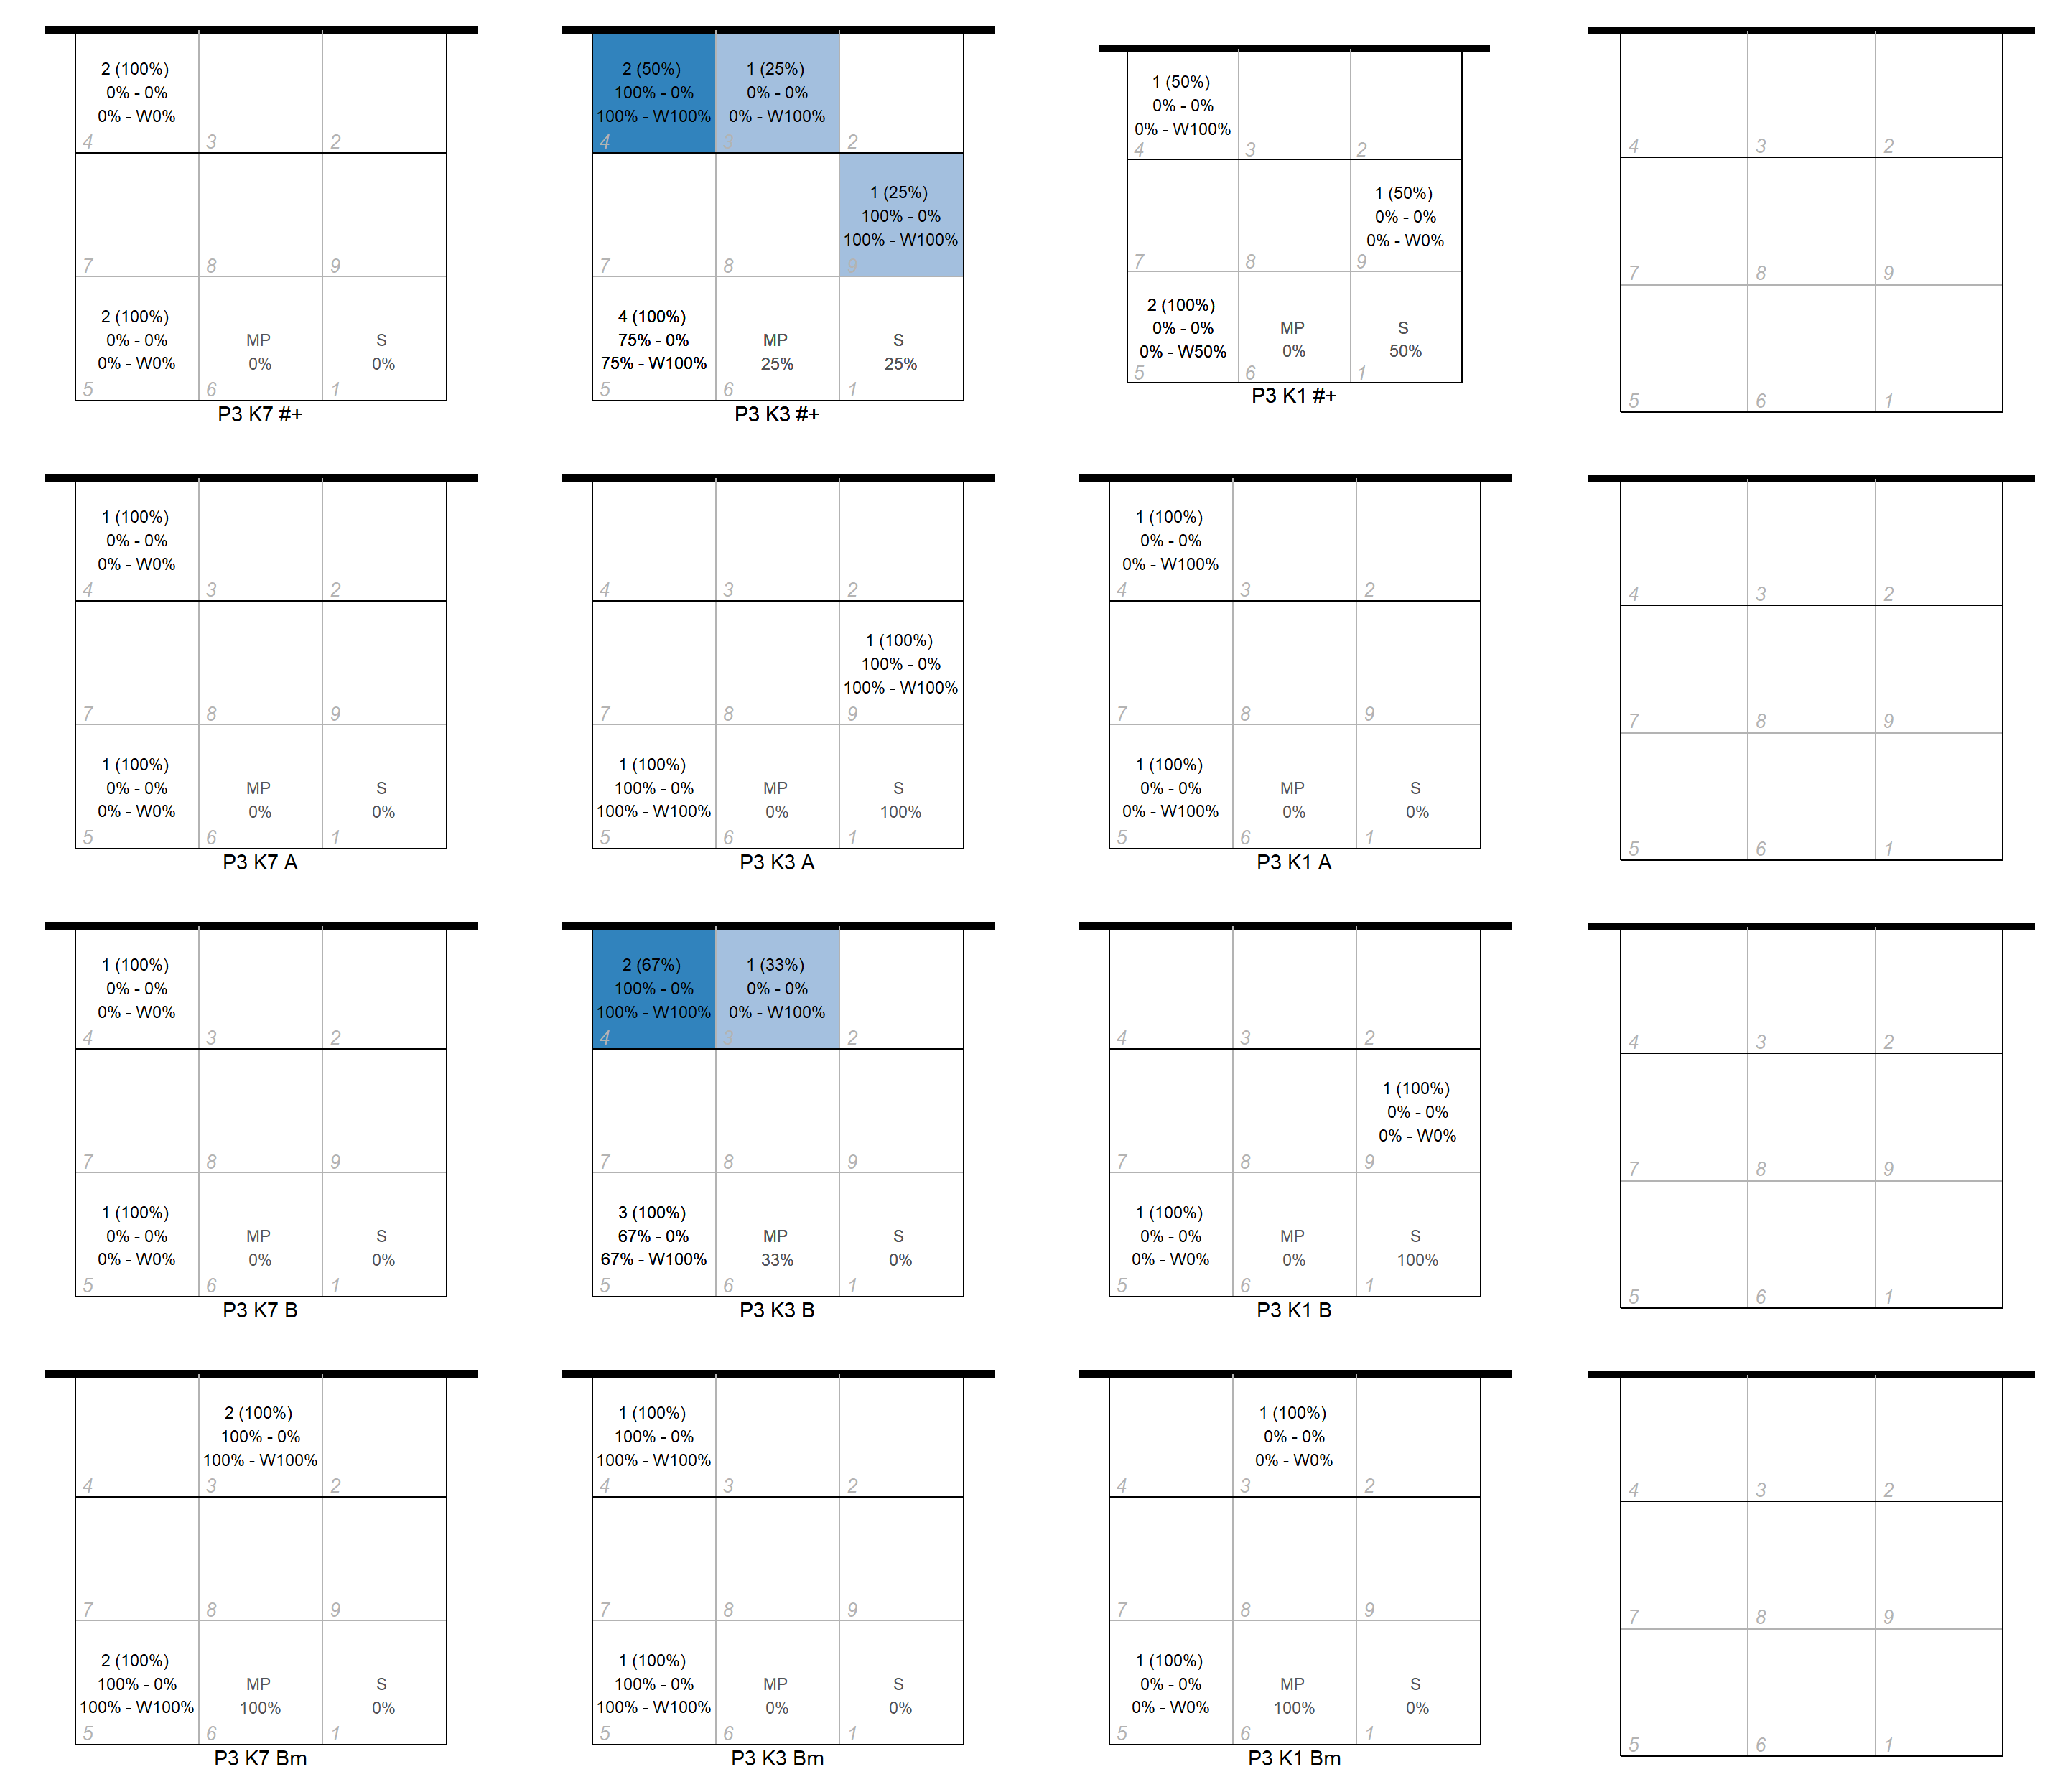 2 (100%)
0% - 0%
0% - W0%
4
3
2
7
8
9
2 (100%)
0% - 0%
0% - W0%
5
MP
0%
6
S
0%
1
P3 K7 #+
2 (50%)
100% - 0%
100% - W100%
4
1 (25%)
0% - 0%
0% - W100%
3
2
7
8
1 (25%)
100% - 0%
100% - W100%
9
4 (100%)
75% - 0%
75% - W100%
5
MP
25%
6
S
25%
1
P3 K3 #+
1 (50%)
0% - 0%
0% - W100%
4
3
2
7
8
1 (50%)
0% - 0%
0% - W0%
9
2 (100%)
0% - 0%
0% - W50%
5
MP
0%
6
S
50%
1
P3 K1 #+
4
3
2
7
8
9
5
6
1
1 (100%)
0% - 0%
0% - W0%
4
3
2
7
8
9
1 (100%)
0% - 0%
0% - W0%
5
MP
0%
6
S
0%
1
P3 K7 A
4
3
2
7
8
1 (100%)
100% - 0%
100% - W100%
9
1 (100%)
100% - 0%
100% - W100%
5
MP
0%
6
S
100%
1
P3 K3 A
1 (100%)
0% - 0%
0% - W100%
4
3
2
7
8
9
1 (100%)
0% - 0%
0% - W100%
5
MP
0%
6
S
0%
1
P3 K1 A
4
3
2
7
8
9
5
6
1
1 (100%)
0% - 0%
0% - W0%
4
3
2
7
8
9
1 (100%)
0% - 0%
0% - W0%
5
MP
0%
6
S
0%
1
P3 K7 B
2 (67%)
100% - 0%
100% - W100%
4
1 (33%)
0% - 0%
0% - W100%
3
2
7
8
9
3 (100%)
67% - 0%
67% - W100%
5
MP
33%
6
S
0%
1
P3 K3 B
4
3
2
7
8
1 (100%)
0% - 0%
0% - W0%
9
1 (100%)
0% - 0%
0% - W0%
5
MP
0%
6
S
100%
1
P3 K1 B
4
3
2
7
8
9
5
6
1
4
2 (100%)
100% - 0%
100% - W100%
3
2
7
8
9
2 (100%)
100% - 0%
100% - W100%
5
MP
100%
6
S
0%
1
P3 K7 Bm
1 (100%)
100% - 0%
100% - W100%
4
3
2
7
8
9
1 (100%)
100% - 0%
100% - W100%
5
MP
0%
6
S
0%
1
P3 K3 Bm
4
1 (100%)
0% - 0%
0% - W0%
3
2
7
8
9
1 (100%)
0% - 0%
0% - W0%
5
MP
100%
6
S
0%
1
P3 K1 Bm
4
3
2
7
8
9
5
6
1